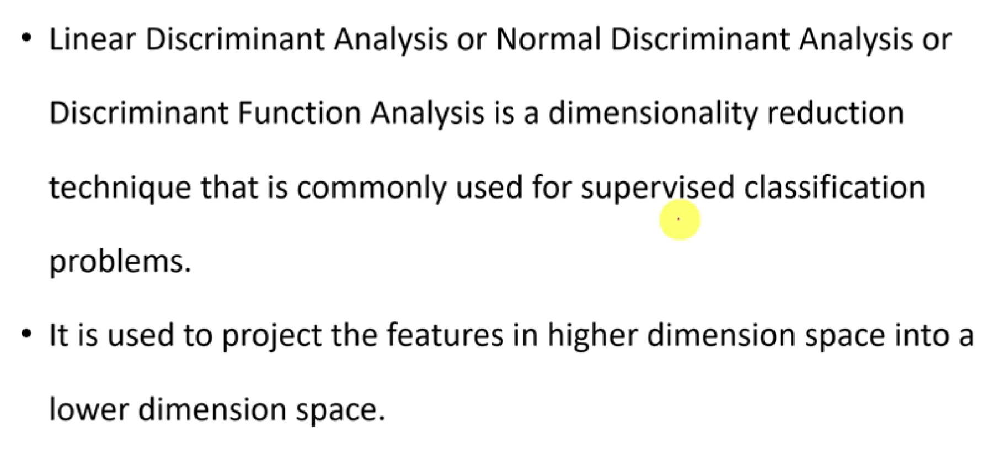 • Linear Discriminant Analysis or Normal Discriminant Analysis or
Discriminant Function Analysis is a dimensionality reduction
technique that is commonly used for supervised classification
problems.
• It is used to project the features in higher dimension space into a
lower dimension space.